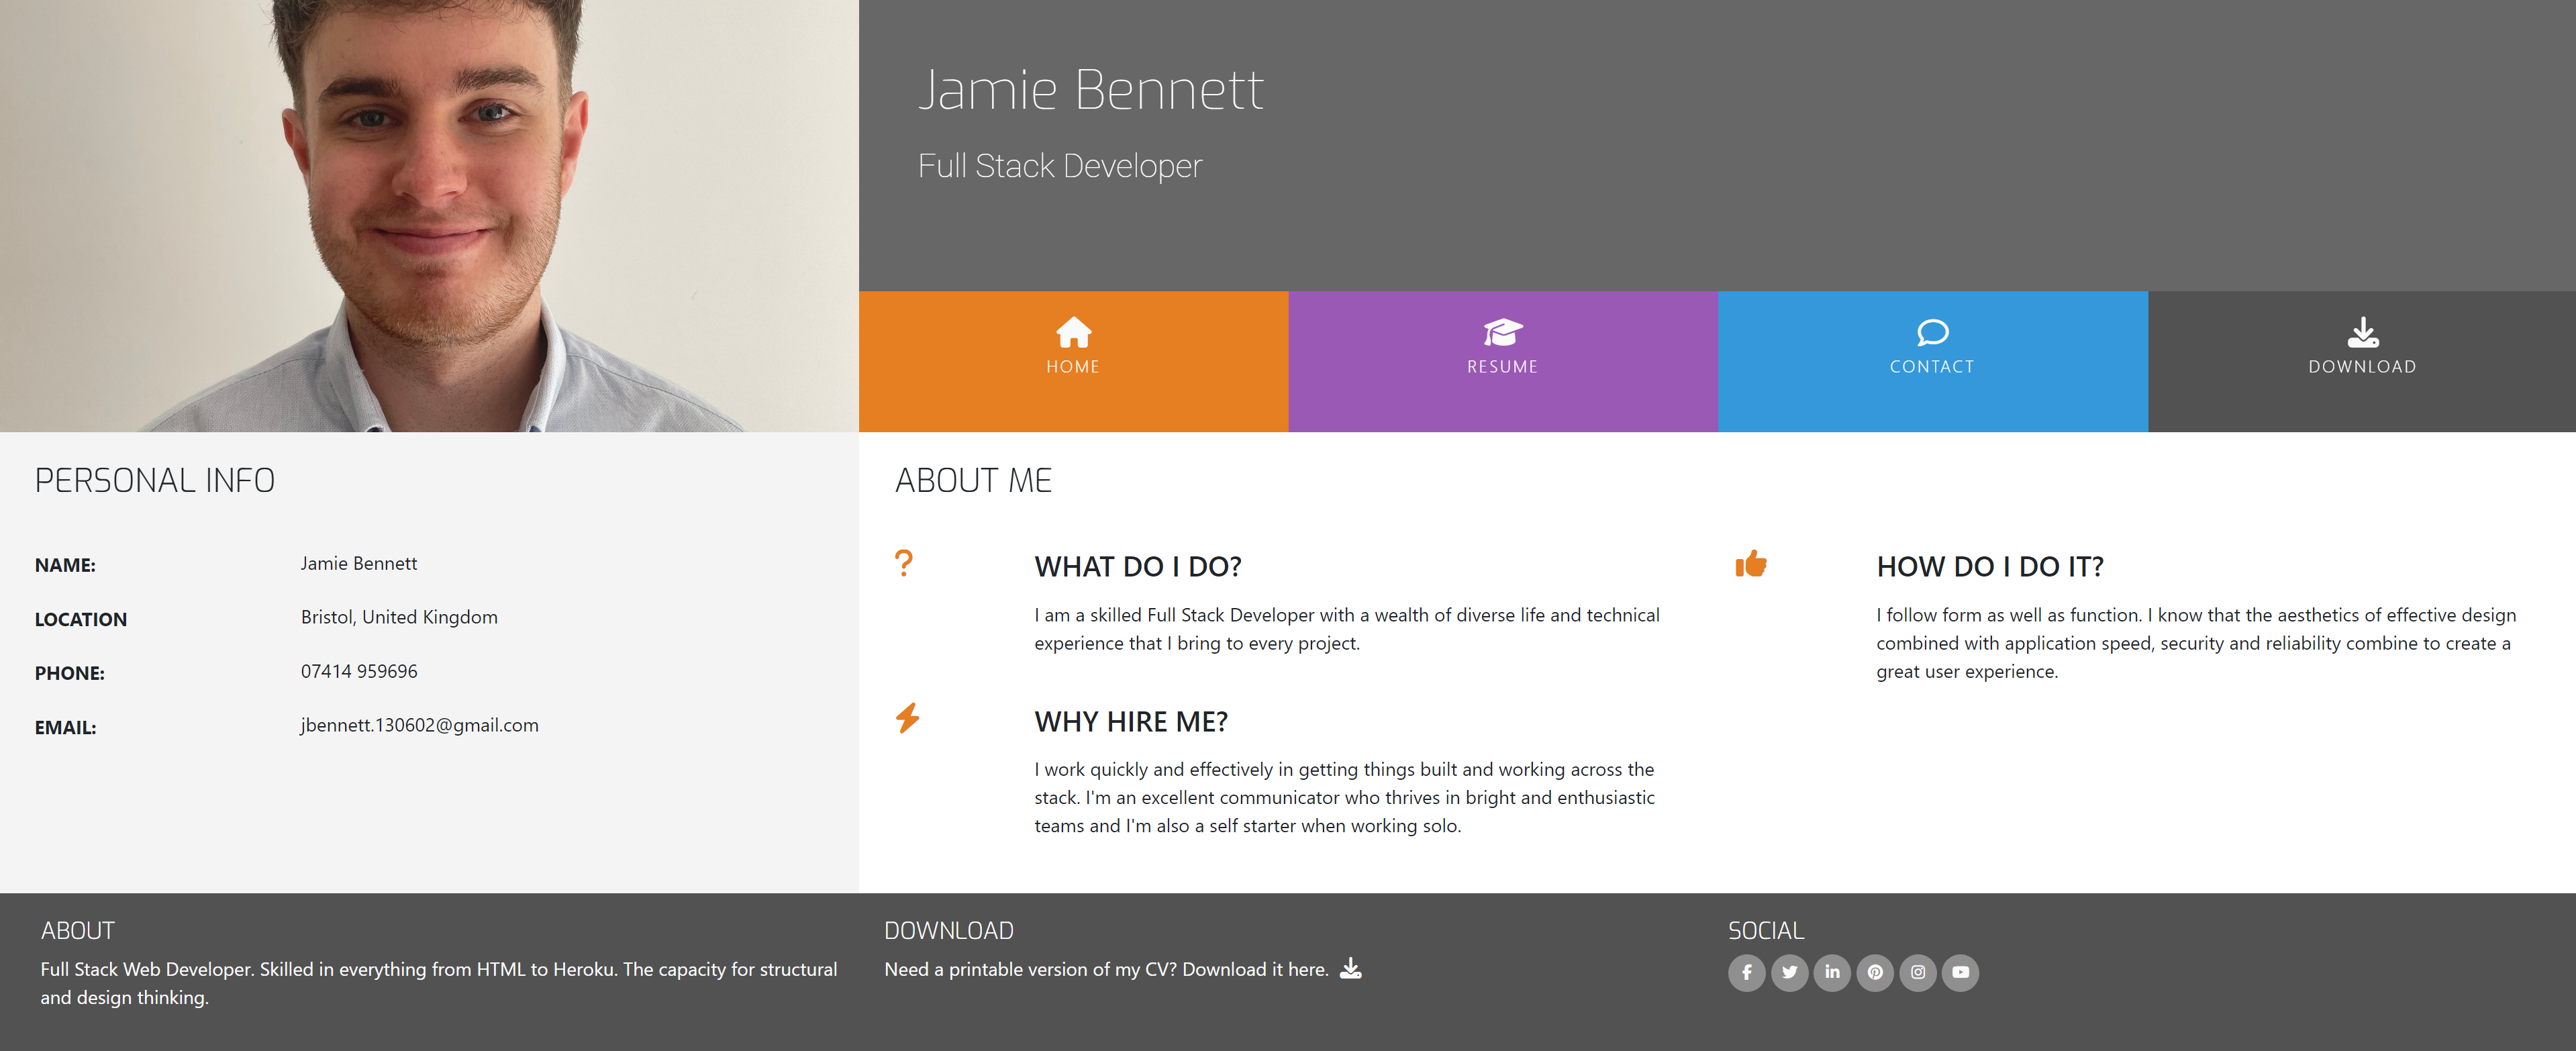 Jamie Bennett
Full Stack Developer
HOME
RESUME
CONTACT
DOWNLOAD
PERSONAL INFO
NAME: Jamie Bennett
LOCATION Bristol, United Kingdom
PHONE: 07414 959696
EMAIL: jbennett.130602@gmail.com
ABOUT ME
WHAT DO I DO?
I am a skilled Full Stack Developer with a wealth of diverse life and technical
experience that I bring to every project.
HOW DO I DO IT?
I follow form as well as function. I know that the aesthetics of effective design
combined with application speed, security and reliability combine to create a
great user experience.
WHY HIRE ME?
I work quickly and effectively in getting things built and working across the
stack. I'm an excellent communicator who thrives in bright and enthusiastic
teams and I'm also a self starter when working solo.
ABOUT
Full Stack Web Developer. Skilled in everything from HTML to Heroku. The capacity for structural
and design thinking.
DOWNLOAD
Need a printable version of my CV? Download it here.
SOCIAL